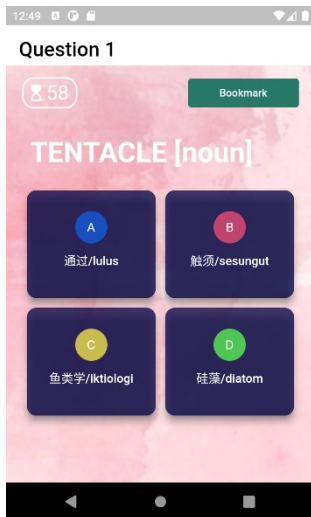 12:49
Question 1
58
Bookmark
TENTACLE [noun]
A
通过/lulus
B
触须/sesungut
C
鱼类学/iktiologi
D
硅藻/diatom